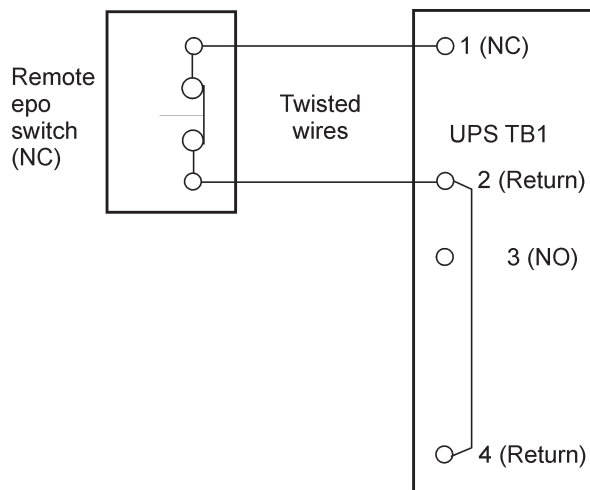 Remote
epo
switch
(NC)
Twisted
wires
1 (NC)
UPS TB1
2 (Return)
3 (NO)
4 (Return)